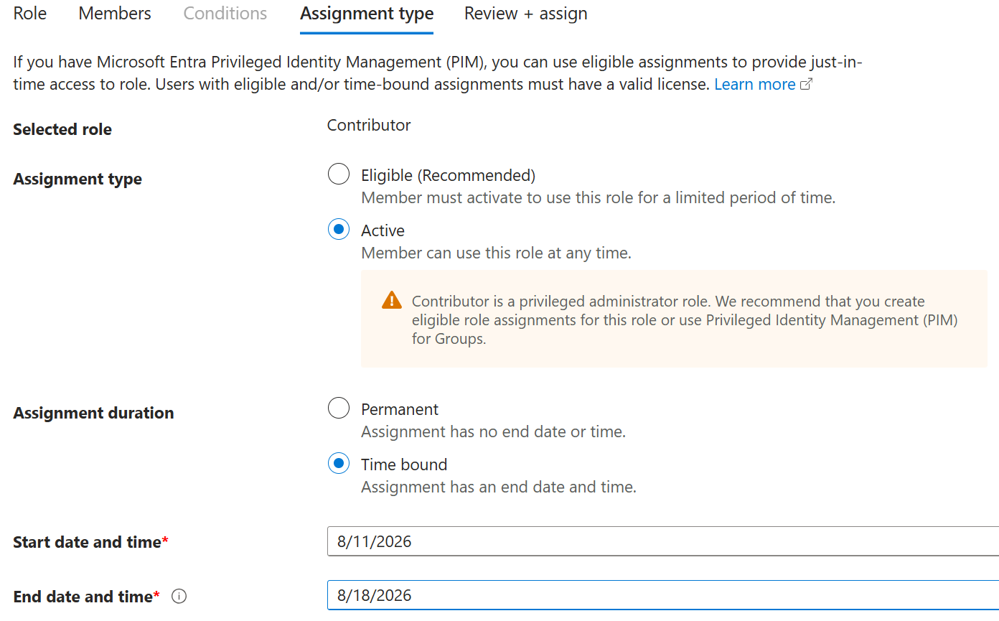 Role Members Conditions Assignment type Review + assign
If you have Microsoft Entra Privileged Identity Management (PIM), you can use eligible assignments to provide just-in-
time access to role. Users with eligible and/or time-bound assignments must have a valid license. Learn more
Selected role Contributor
Assignment type Eligible (Recommended)
Member must activate to use this role for a limited period of time.
Active
Member can use this role at any time.
Contributor is a privileged administrator role. We recommend that you create
eligible role assignments for this role or use Privileged Identity Management (PIM)
for Groups.
Assignment duration Permanent
Assignment has no end date or time.
Time bound
Assignment has an end date and time.
Start date and time* 8/11/2026
End date and time* 8/18/2026